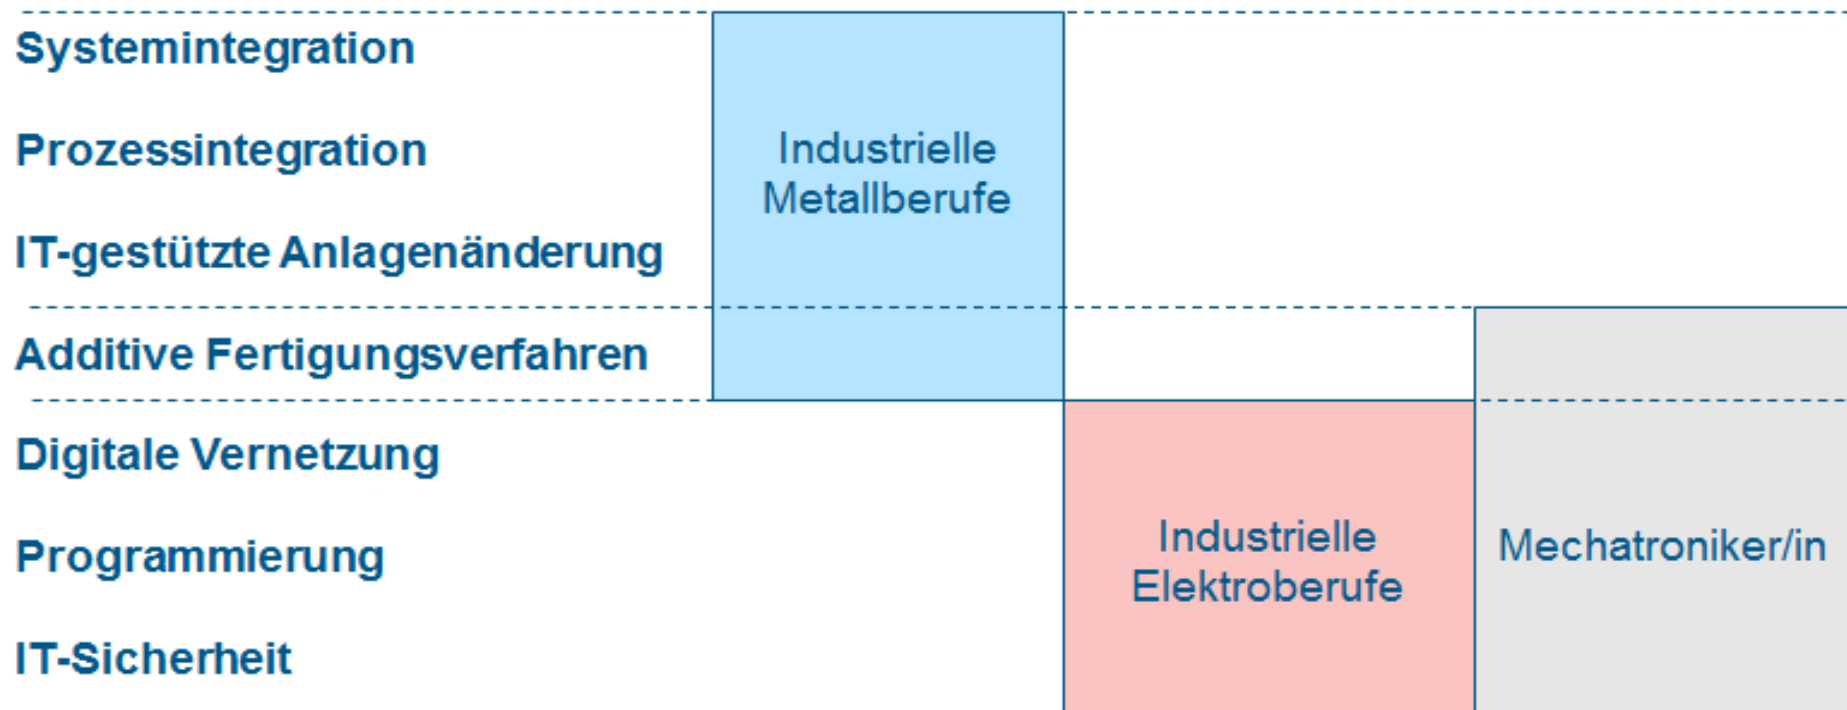 Systemintegration
Prozessintegration
IT-gestützte Anlagenänderung
Additive Fertigungsverfahren
Digitale Vernetzung
Programmierung
IT-Sicherheit
Industrielle
Metallberufe
Industrielle
Elektroberufe
Mechatroniker/in